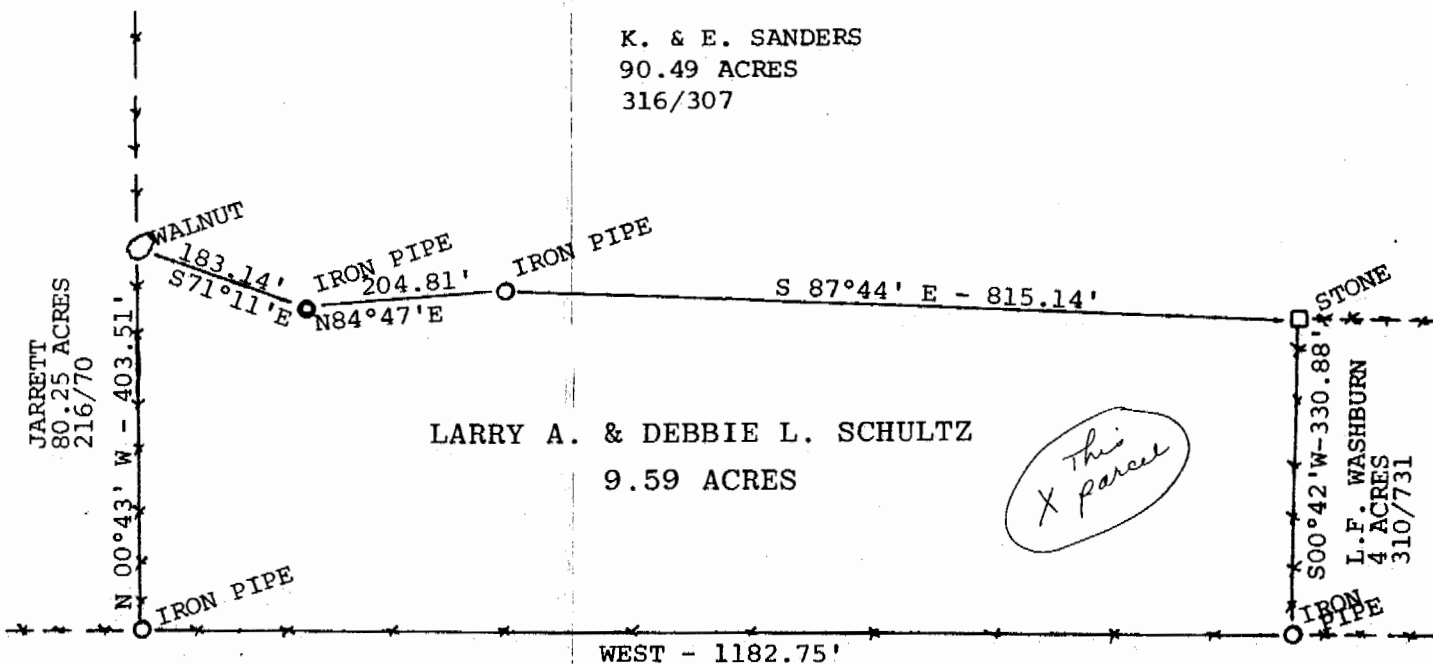 K. & E. SANDERS
90.49 ACRES
316/307
WALNUT
183.14'
S71°11'E
IRON PIPE
204.81'
N84°47'E
IRON PIPE
S 87°44' E - 815.14'
STONE
JARRETT
80.25 ACRES
216/70
N 00°43' W - 403.51'
LARRY A. & DEBBIE L. SCHULTZ
9.59 ACRES
This
X parcel
S00°42'W-330.88'
L.F. WASHBURN
4 ACRES
310/731
IRON PIPE
IRON
PIPE
WEST - 1182.75'